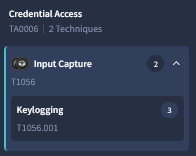 Credential Access
TA0006 | 2 Techniques
Input Capture 2
T1056
Keylogging 3
T1056.001